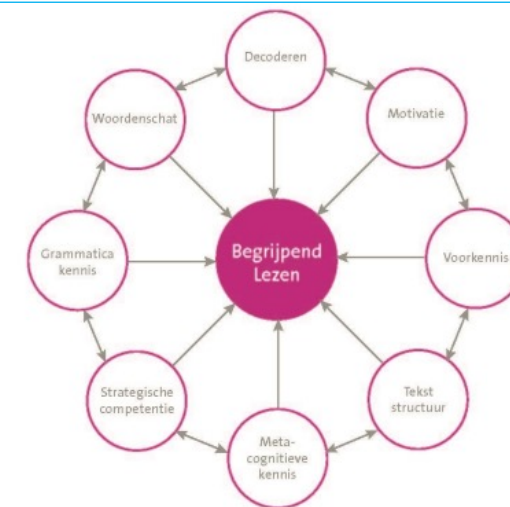 Decoderen
Motivatie
Voorkennis
Tekst
structuur
Meta-
cognitieve
kennis
Strategische
competentie
Grammatica
kennis
Woordenschat
Begrijpend
Lezen